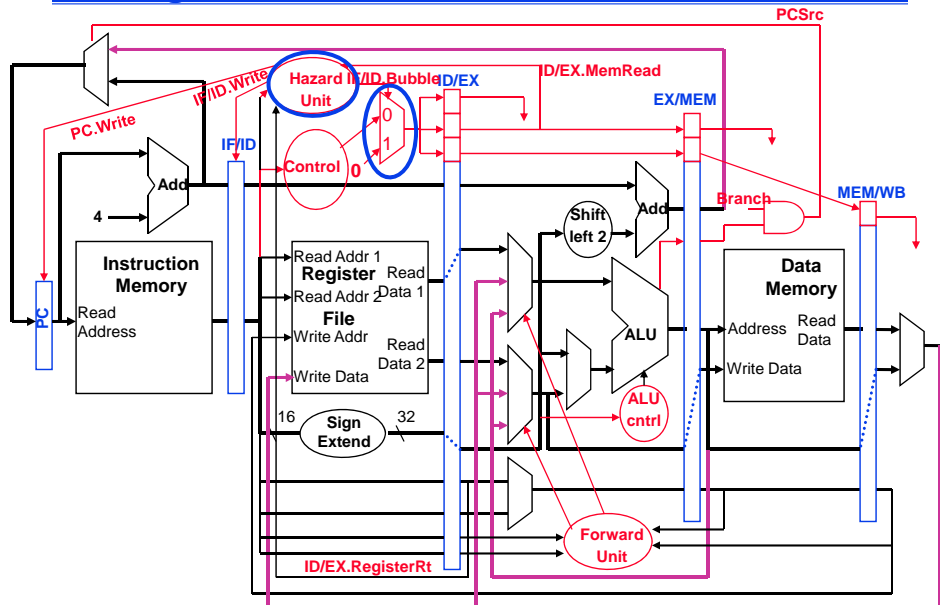 PCSrc
Hazard
Unit
IF/ID.Bubble
ID/EX
ID/EX.MemRead
IF/ID.Write
PC.Write
EX/MEM
IF/ID
0
1
Control
0
Add
4
Branch
MEM/WB
Shift
left 2
Add
Instruction
Memory
Read
Address
PC
Read Addr 1
Register
Read
Data 1
Read Addr 2
File
Write Addr
Read
Data 2
Write Data
ALU
ALU
cntrl
Data
Memory
Address
Read
Data
Write Data
16
Sign
Extend
32
Forward
Unit
ID/EX.RegisterRt